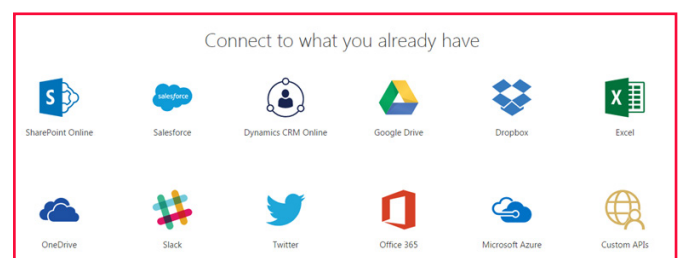 Connect to what you already have
S
salesforce
X
SharePoint Online
Salesforce
Dynamics CRM Online
Google Drive
Dropbox
Excel
OneDrive
Slack
Twitter
Office 365
Microsoft Azure
Custom APIs